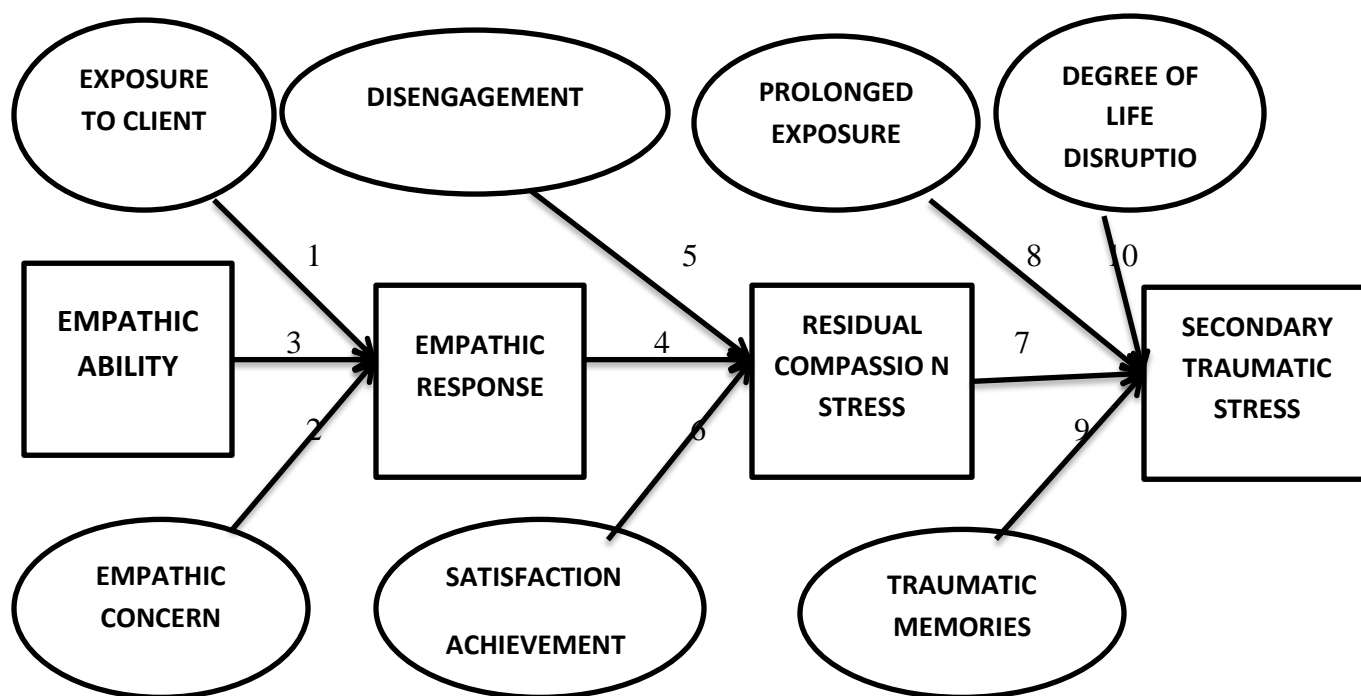 EXPOSURE
TO CLIENT
DISENGAGEMENT
PROLONGED
EXPOSURE
DEGREE OF
LIFE
DISRUPTIO
1
5
8
10
EMPATHIC
ABILITY
3
EMPATHIC
RESPONSE
4
RESIDUAL
COMPASSIO N
STRESS
7
SECONDARY
TRAUMATIC
STRESS
2
6
9
EMPATHIC
CONCERN
SATISFACTION
ACHIEVEMENT
TRAUMATIC
MEMORIES